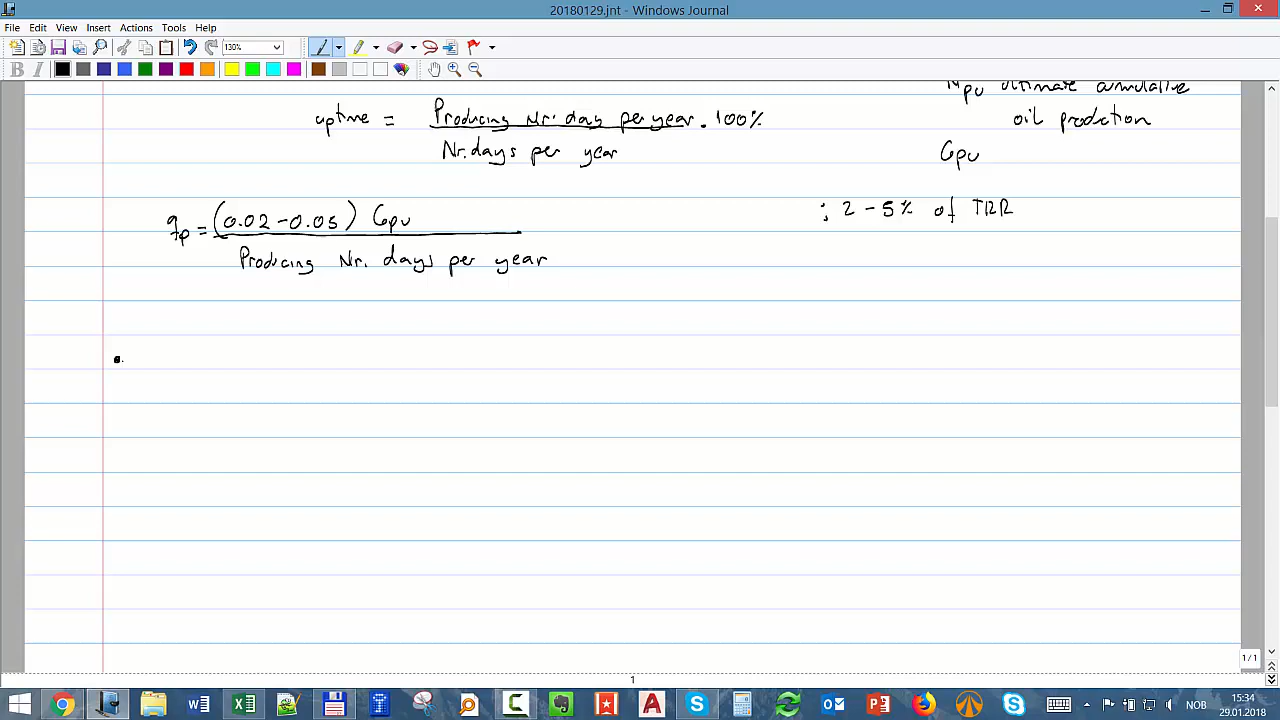 20180129.jnt - Windows Journal
File Edit View Insert Actions Tools Help
130%
Npu ultimate cumulative
uptime = Producing Nr. day per year . 100%
oil production
Nr. days per year
Gpu
: 2 - 5% of TRR
qp = (0.02 - 0.05) Gpu
Producing Nr. days per year
1/1
1
NOB
15:34
29.01.2018